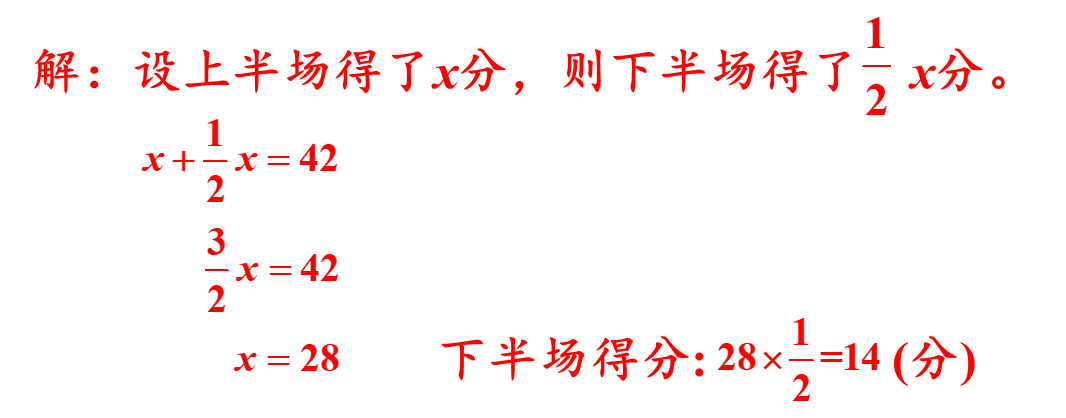 解：设上半场得了x分，则下半场得了1/2 x分。
x+1/2 x=42
3/2 x=42
x=28 下半场得分:28×1/2=14(分)